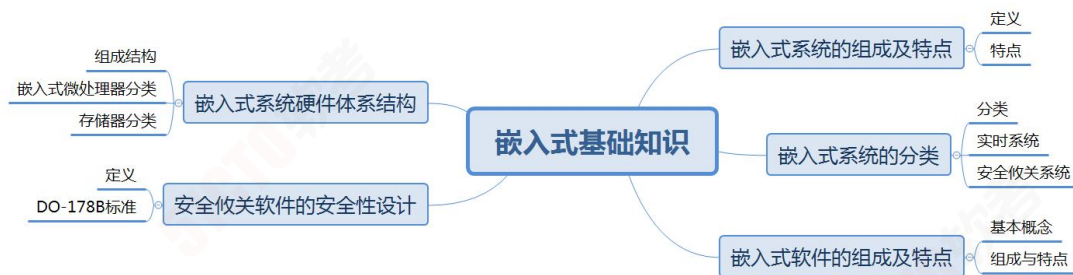 嵌入式基础知识
嵌入式系统的组成及特点
定义
特点
嵌入式系统的分类
分类
实时系统
安全攸关系统
嵌入式软件的组成及特点
基本概念
组成与特点
嵌入式系统硬件体系结构
组成结构
嵌入式微处理器分类
存储器分类
安全攸关软件的安全性设计
定义
DO-178B标准